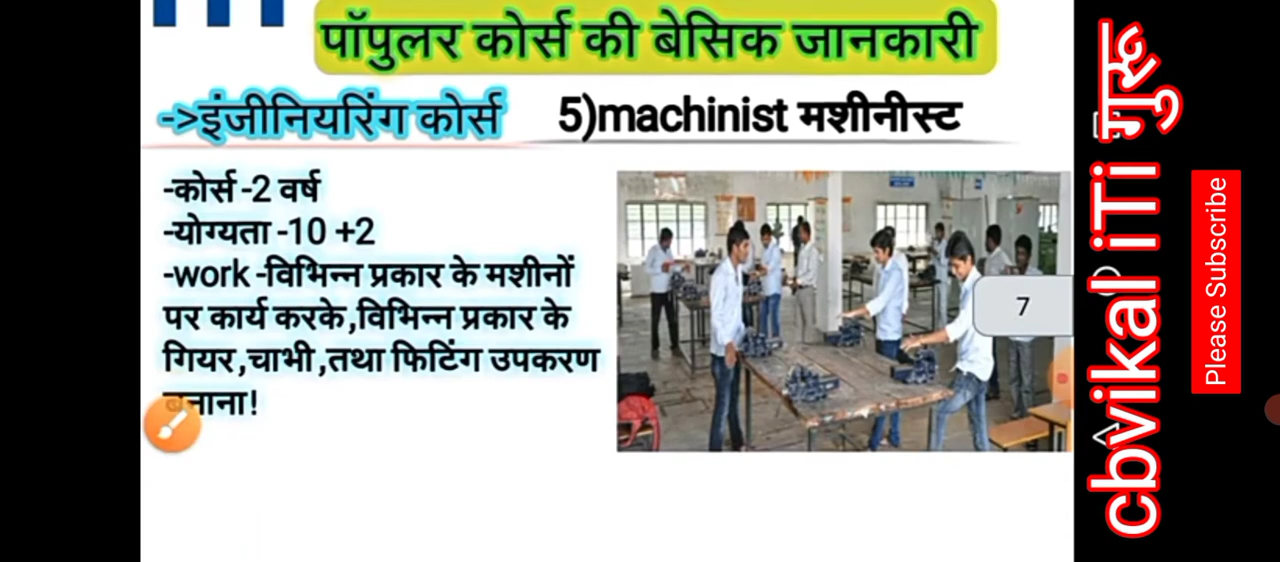 पॉपुलर कोर्स की बेसिक जानकारी
->इंजीनियरिंग कोर्स 5)machinist मशीनीस्ट
-कोर्स -2 वर्ष
-योग्यता -10 +2
-work -विभिन्न प्रकार के मशीनों
पर कार्य करके,विभिन्न प्रकार के
गियर,चाभी,तथा फिटिंग उपकरण
बनाना!
7
cbvikal iTi गुरू
Please Subscribe